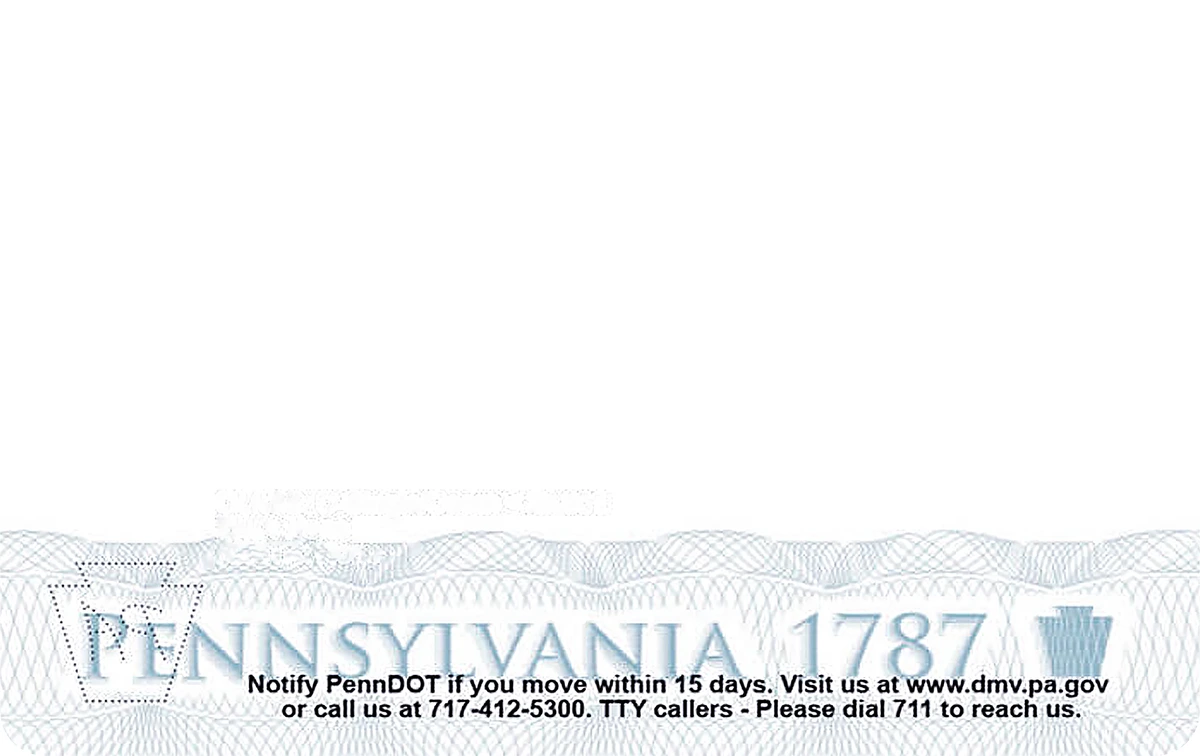 PENNSYLVANIA 1787
Notify PennDOT if you move within 15 days. Visit us at www.dmv.pa.gov
or call us at 717-412-5300. TTY callers - Please dial 711 to reach us.